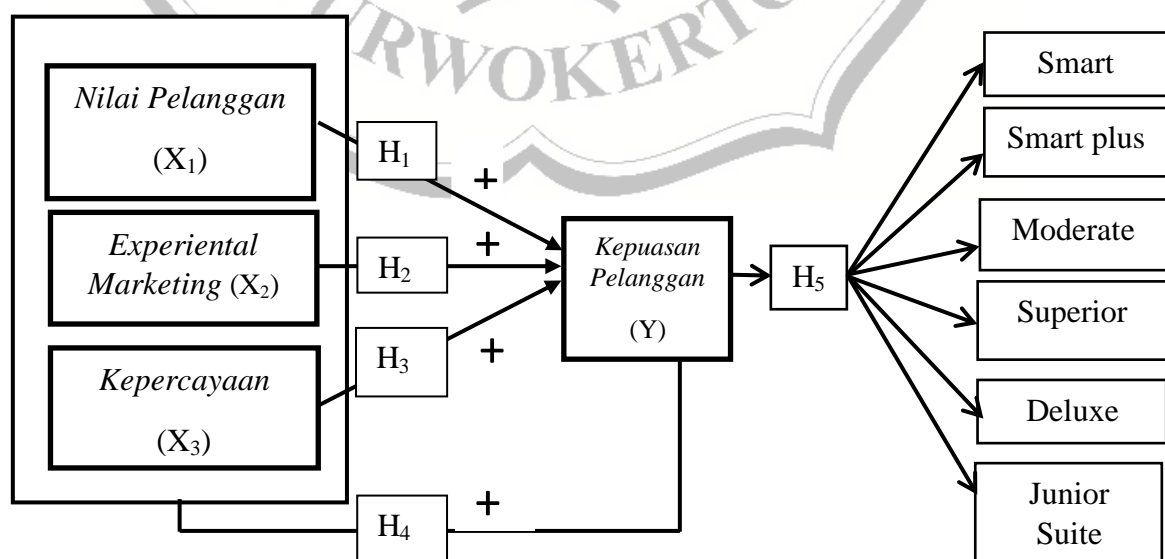 URWOKERTO
Nilai Pelanggan
(X₁)
Experiental
Marketing (X₂)
Kepercayaan
(X₃)
H₁
+
H₂
+
H₃
+
H₄
+
Kepuasan
Pelanggan
(Y)
H₅
Smart
Smart plus
Moderate
Superior
Deluxe
Junior
Suite